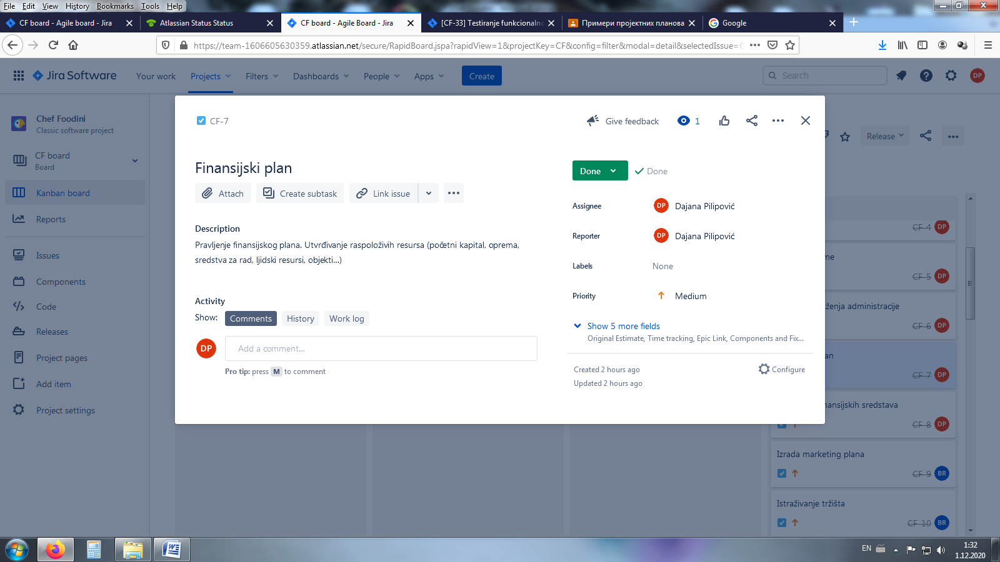 File Edit View History Bookmarks Tools Help
CF board - Agile board - Jira
Atlassian Status Status
CF board - Agile Board - Jira
[CF-33] Testiranje funkcionalno
Примери пројектних планова
Google
https://team-1606605630359.atlassian.net/secure/RapidBoard.jspa?rapidView=1&projectKey=CF&config=filter&modal=detail&selectedIssue=C
Jira Software
Your work
Projects
Filters
Dashboards
People
Apps
Create
Search
DP
Chef Foodini
Classic software project
CF board
Board
Kanban board
Reports
Issues
Components
Code
Releases
Project pages
Add item
Project settings
CF-7
Give feedback
1
Finansijski plan
Attach
Create subtask
Link issue
Description
Pravljenje finansijskog plana. Utvrđivanje raspoloživih resursa (početni kapital, oprema,
sredstva za rad, ljidski resursi, objekti...)
Activity
Show:
Comments
History
Work log
DP
Add a comment...
Pro tip: press M to comment
Done
Done
Assignee
DP
Dajana Pilipović
Reporter
DP
Dajana Pilipović
Labels
None
Priority
Medium
Show 5 more fields
Original Estimate, Time tracking, Epic Link, Components and Fix...
Created 2 hours ago
Updated 2 hours ago
Configure
Release
CF-4
DP
me
CF-5
DP
ženja administracije
CF-6
DP
an
CF-7
DP
nansijskih sredstava
CF-8
DP
Izrada marketing plana
CF-9
BR
Istraživanje tržišta
CF-10
BR
EN
1:32
1.12.2020